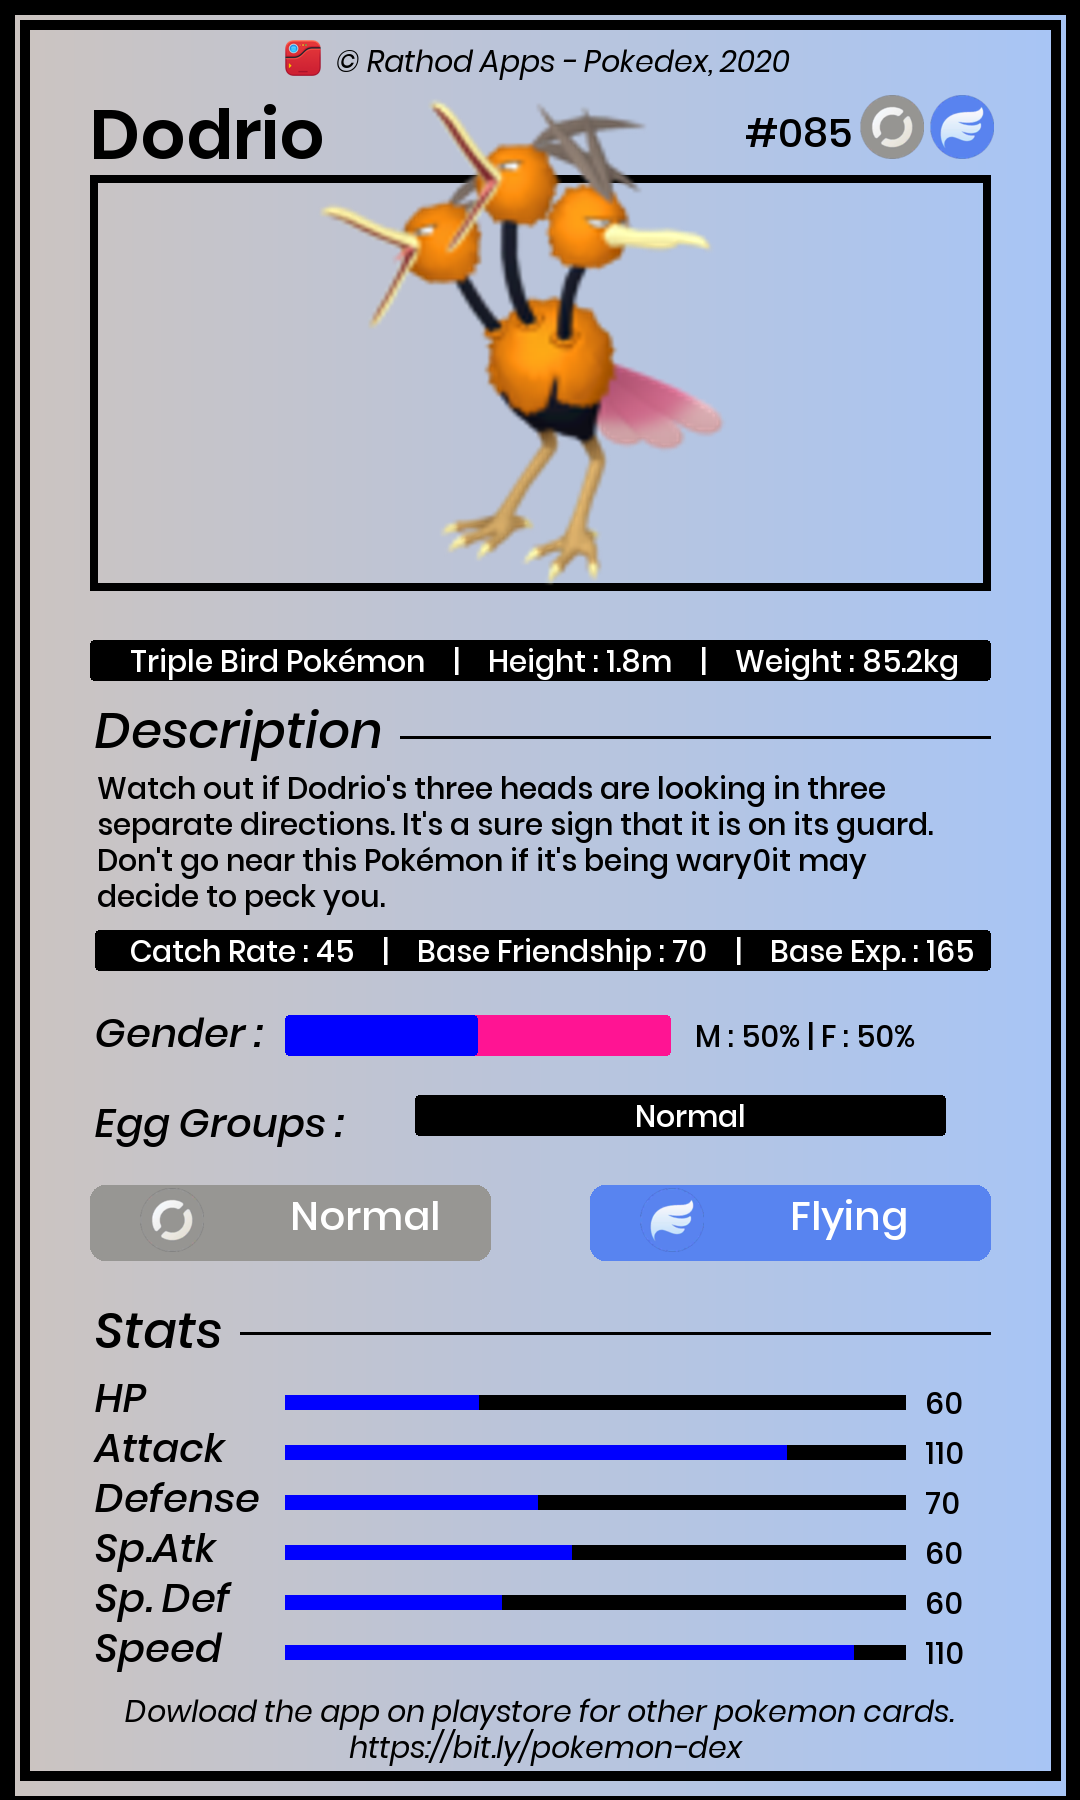 © Rathod Apps - Pokedex, 2020
Dodrio #085
Triple Bird Pokémon | Height : 1.8m | Weight : 85.2kg
Description
Watch out if Dodrio's three heads are looking in three
separate directions. It's a sure sign that it is on its guard.
Don't go near this Pokémon if it's being wary0it may
decide to peck you.
Catch Rate : 45 | Base Friendship : 70 | Base Exp. : 165
Gender : M : 50% | F : 50%
Egg Groups : Normal
Normal Flying
Stats
HP 60
Attack 110
Defense 70
Sp.Atk 60
Sp. Def 60
Speed 110
Dowload the app on playstore for other pokemon cards.
https://bit.ly/pokemon-dex